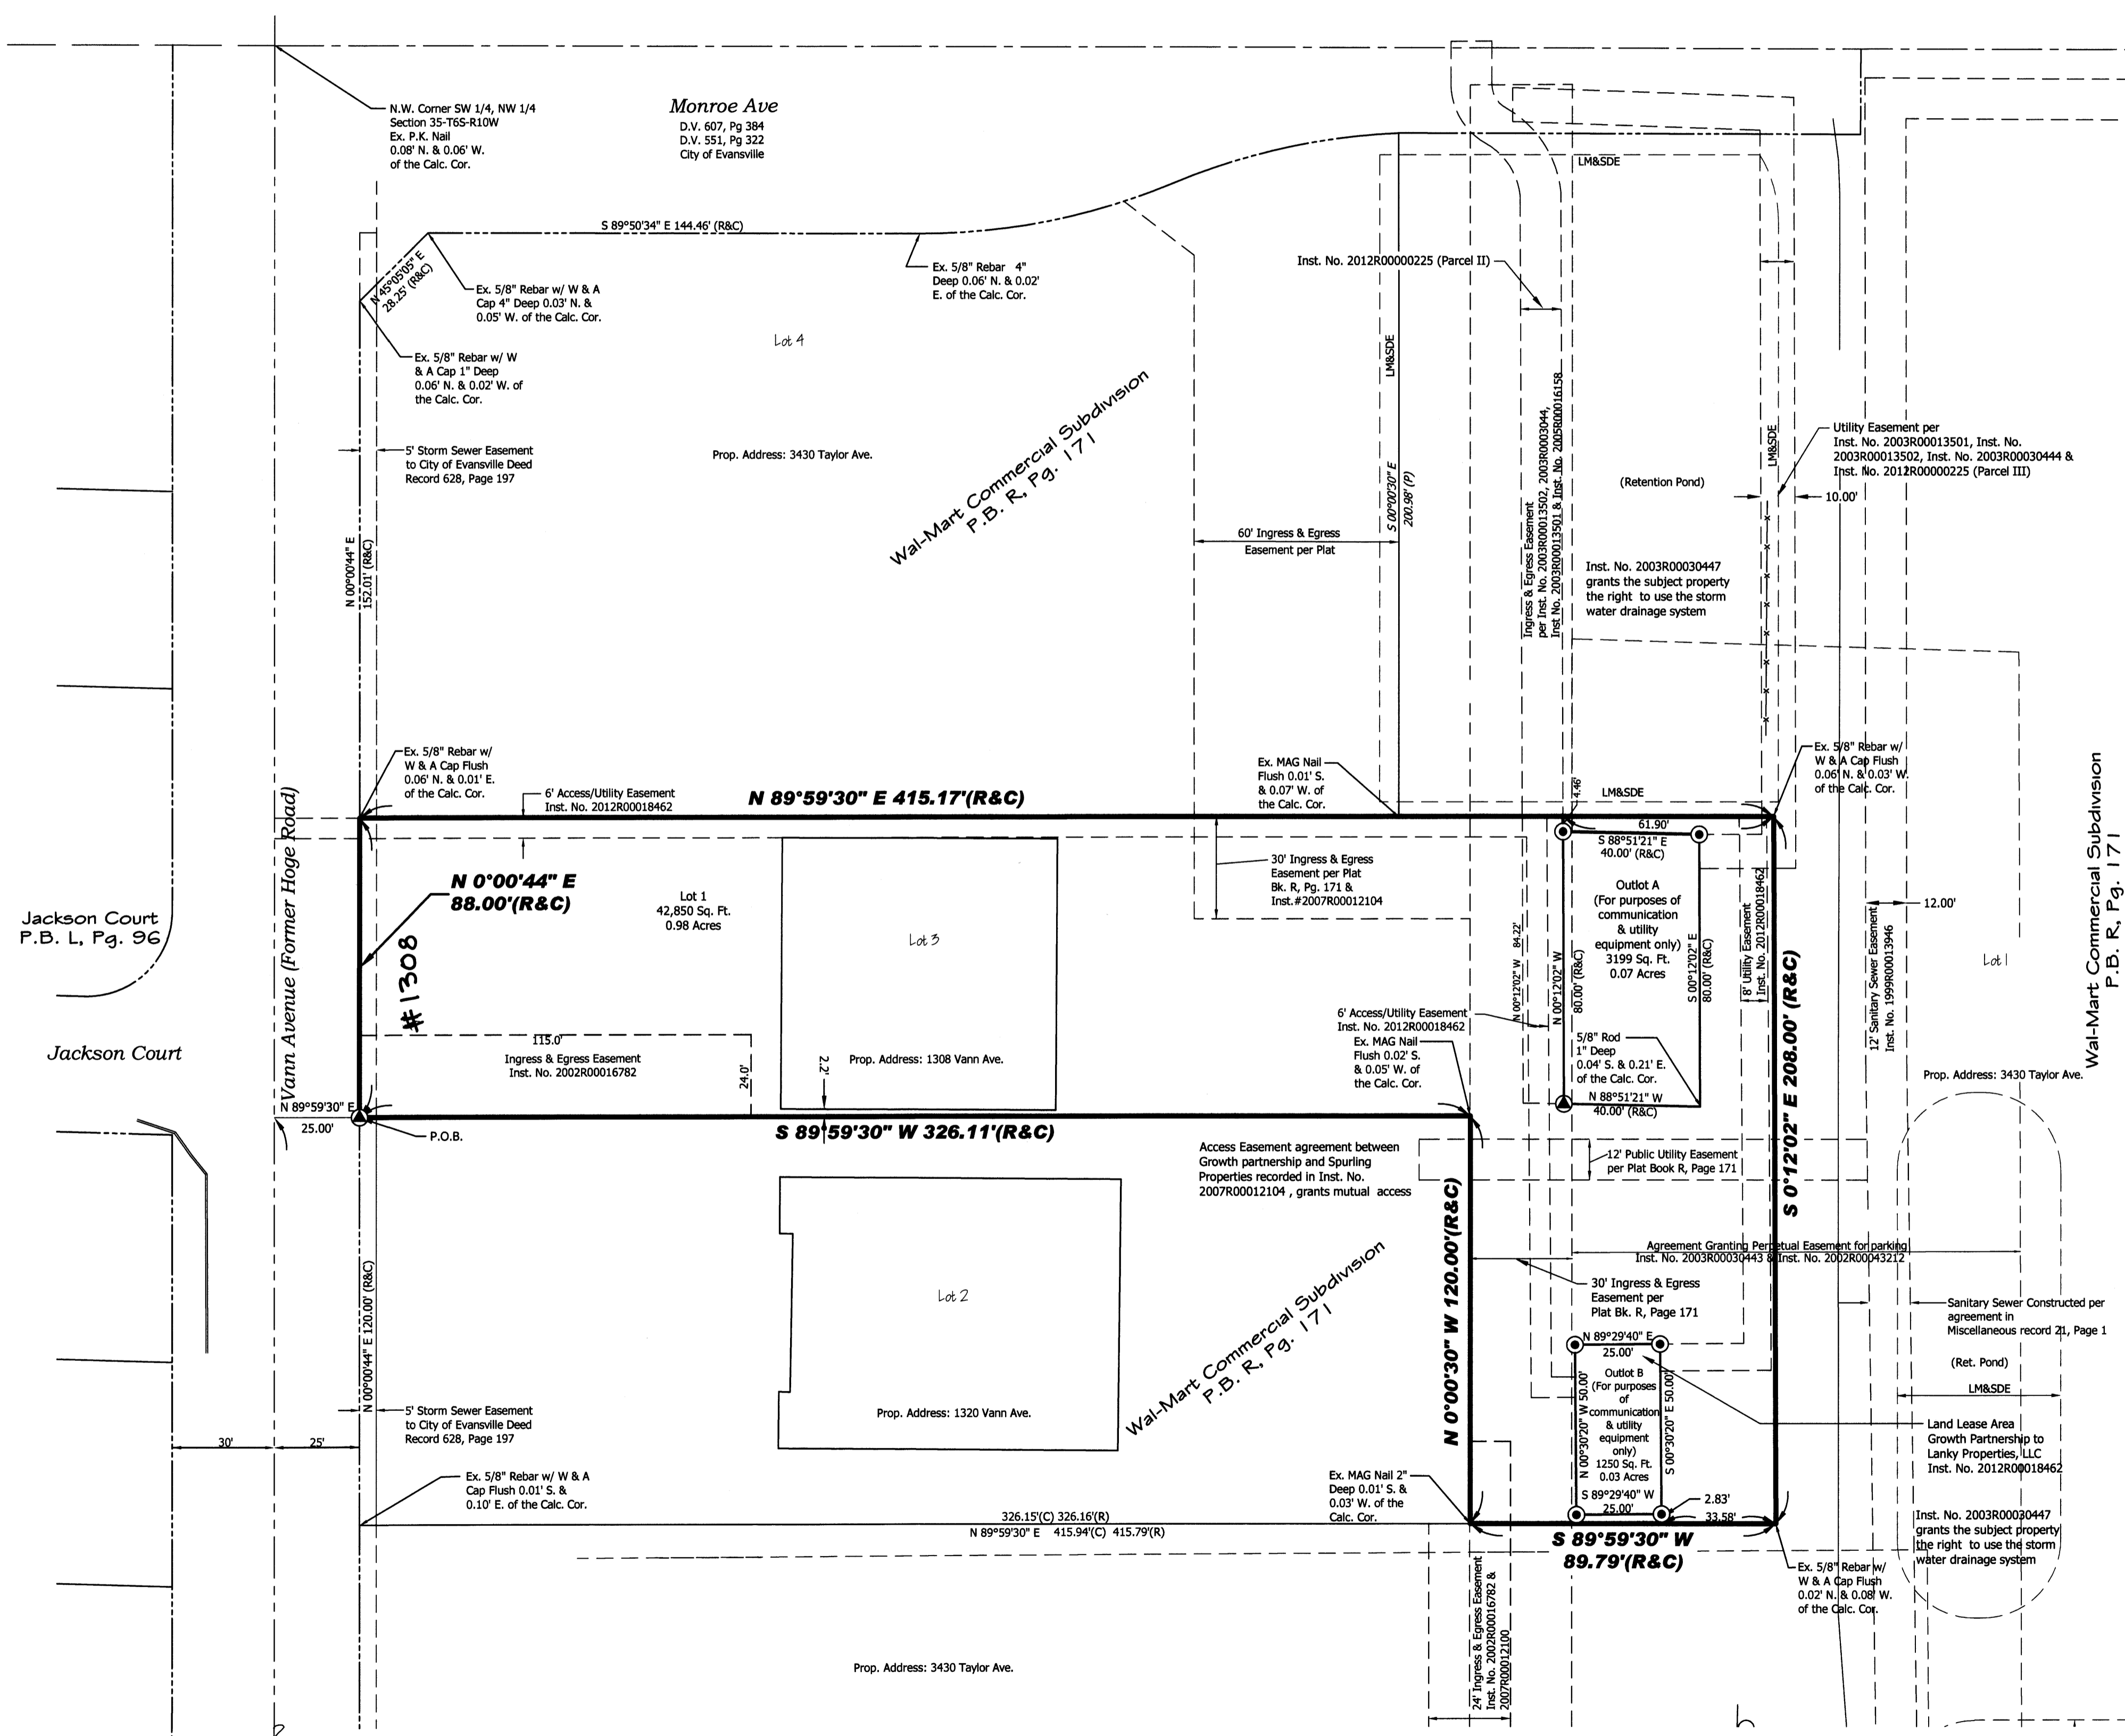 N.W. Corner SW 1/4, NW 1/4
Section 35-T6S-R10W
Ex. P.K. Nail
0.08' N. & 0.06' W.
of the Calc. Cor.
Monroe Ave
D.V. 607, Pg 384
D.V. 551, Pg 322
City of Evansville
LM&SDE
S 89°50'34" E 144.46' (R&C)
N 45°05'05" E
28.25' (R&C)
Ex. 5/8" Rebar w/ W & A
Cap 4" Deep 0.03' N. &
0.05' W. of the Calc. Cor.
Ex. 5/8" Rebar 4"
Deep 0.06' N. & 0.02'
E. of the Calc. Cor.
Inst. No. 2012R00000225 (Parcel II)
Lot 4
Ex. 5/8" Rebar w/ W
& A Cap 1" Deep
0.06' N. & 0.02' W. of
the Calc. Cor.
LM&SDE
5' Storm Sewer Easement
to City of Evansville Deed
Record 628, Page 197
Prop. Address: 3430 Taylor Ave.
Wal-Mart Commercial Subdivision
P.B. R, Pg. 171
S 00°00'30" E
200.98' (P)
Ingress & Egress Easement
per Inst. No. 2003R00013502, 2003R0003044,
Inst No. 2003R00013501 & Inst. No. 2005R00016158
(Retention Pond)
LM&SDE
Utility Easement per
Inst. No. 2003R00013501, Inst. No.
2003R00013502, Inst. No. 2003R00030444 &
Inst. No. 2012R00000225 (Parcel III)
10.00'
60' Ingress & Egress
Easement per Plat
N 00°00'44" E
152.01' (R&C)
Inst. No. 2003R00030447
grants the subject property
the right to use the storm
water drainage system
Ex. 5/8" Rebar w/
W & A Cap Flush
0.06' N. & 0.01' E.
of the Calc. Cor.
6' Access/Utility Easement
Inst. No. 2012R00018462
N 89°59'30" E 415.17'(R&C)
Ex. MAG Nail
Flush 0.01' S.
& 0.07' W. of
the Calc. Cor.
4.46'
LM&SDE
Ex. 5/8" Rebar w/
W & A Cap Flush
0.06' N. & 0.03' W.
of the Calc. Cor.
Wal-Mart Commercial Subdivision
P.B. R, Pg. 171
61.90'
S 88°51'21" E
40.00' (R&C)
Vann Avenue (Former Hoge Road)
N 0°00'44" E
88.00'(R&C)
Lot 1
42,850 Sq. Ft.
0.98 Acres
30' Ingress & Egress
Easement per Plat
Bk. R, Pg. 171 &
Inst.#2007R00012104
Outlot A
(For purposes of
communication
& utility
equipment only)
3199 Sq. Ft.
0.07 Acres
8' Utility Easement
Inst. No. 2012R00018462
12' Sanitary Sewer Easement
Inst. No. 1999R00013946
12.00'
Jackson Court
P.B. L, Pg. 96
#1308
Lot 3
N 00°12'02" W 84.22'
N 00°12'02" W
80.00' (R&C)
S 00°12'02" E
80.00' (R&C)
S 0°12'02" E 208.00' (R&C)
Lot 1
Jackson Court
115.0'
Ingress & Egress Easement
Inst. No. 2002R00016782
24.0'
2.2'
Prop. Address: 1308 Vann Ave.
6' Access/Utility Easement
Inst. No. 2012R00018462
Ex. MAG Nail
Flush 0.02' S.
& 0.05' W. of
the Calc. Cor.
5/8" Rod
1" Deep
0.04' S. & 0.21' E.
of the Calc. Cor.
N 88°51'21" W
40.00' (R&C)
Prop. Address: 3430 Taylor Ave.
N 89°59'30" E
25.00'
P.O.B.
S 89°59'30" W 326.11'(R&C)
Access Easement agreement between
Growth partnership and Spurling
Properties recorded in Inst. No.
2007R00012104 , grants mutual access
12' Public Utility Easement
per Plat Book R, Page 171
N 0°00'30" W 120.00'(R&C)
Agreement Granting Perpetual Easement for parking
Inst. No. 2003R00030443 & Inst. No. 2002R00043212
30' Ingress & Egress
Easement per
Plat Bk. R, Page 171
N 00°00'44" E 120.00' (R&C)
Lot 2
Wal-Mart Commercial Subdivision
P.B. R, Pg. 171
Sanitary Sewer Constructed per
agreement in
Miscellaneous record 21, Page 1
N 89°29'40" E
25.00'
(Ret. Pond)
LM&SDE
Outlot B
(For purposes
of
communication
& utility
equipment
only)
1250 Sq. Ft.
0.03 Acres
N 00°30'20" W 50.00'
S 00°30'20" E 50.00'
Land Lease Area
Growth Partnership to
Lanky Properties, LLC
Inst. No. 2012R00018462
5' Storm Sewer Easement
to City of Evansville Deed
Record 628, Page 197
Prop. Address: 1320 Vann Ave.
30'
25'
Ex. 5/8" Rebar w/ W & A
Cap Flush 0.01' S. &
0.10' E. of the Calc. Cor.
Ex. MAG Nail 2"
Deep 0.01' S. &
0.03' W. of the
Calc. Cor.
S 89°29'40" W
25.00'
2.83'
33.58'
326.15'(C) 326.16'(R)
N 89°59'30" E 415.94'(C) 415.79'(R)
S 89°59'30" W
89.79'(R&C)
Inst. No. 2003R00030447
grants the subject property
the right to use the storm
water drainage system
Ex. 5/8" Rebar w/
W & A Cap Flush
0.02' N. & 0.08' W.
of the Calc. Cor.
24' Ingress & Egress Easement
Inst. No. 2002R00016782 &
2007R00012100
Prop. Address: 3430 Taylor Ave.